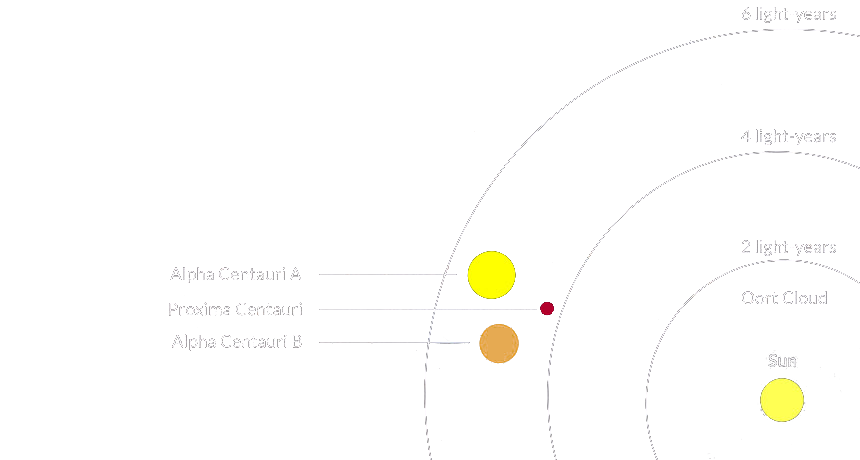 6 light-years
4 light-years
2 light-years
Oort Cloud
Alpha Centauri A
Proxima Centauri
Alpha Centauri B
Sun